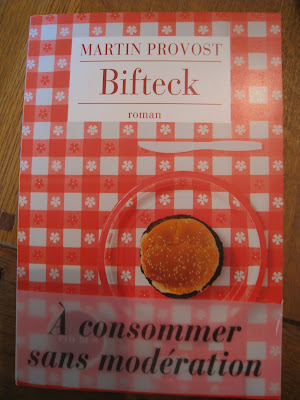 MARTIN PROVOST
Bifteck
roman
À consommer
sans modération